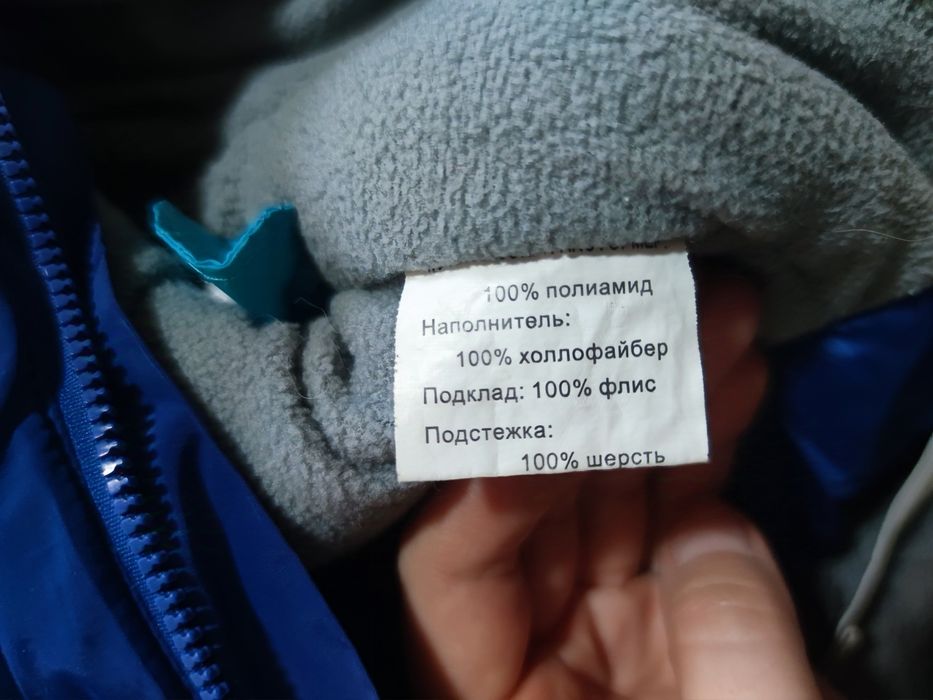 100% полиамид
Наполнитель:
100% холлофайбер
Подклад: 100% флис
Подстежка:
100% шерсть